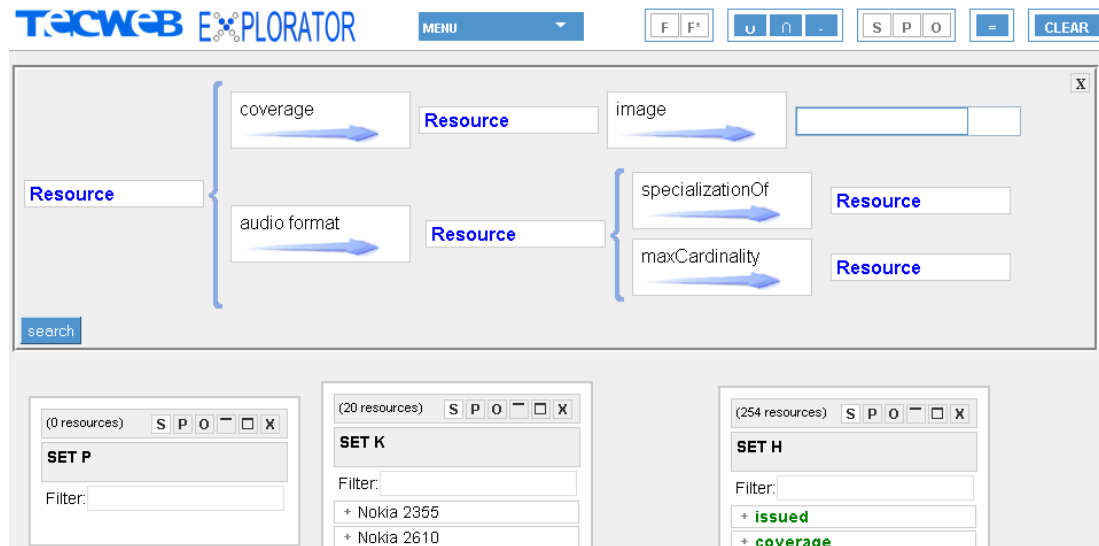 TECWEB EXPLORATOR MENU F F* ∪ ∩ - S P O = CLEAR
X
coverage Resource image
Resource
audio format Resource
specializationOf Resource
maxCardinality Resource
search
(0 resources) S P O X
SET P
Filter:
(20 resources) S P O X
SET K
Filter:
+ Nokia 2355
+ Nokia 2610
(254 resources) S P O X
SET H
Filter:
+ issued
+ coverage